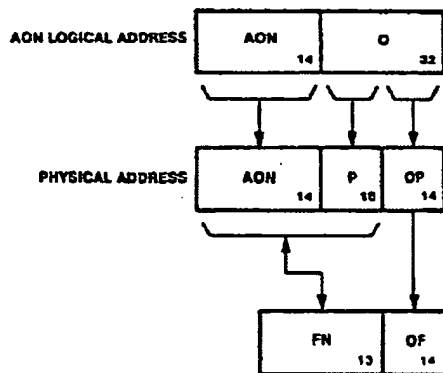 AON LOGICAL ADDRESS
AON
14
O
32
PHYSICAL ADDRESS
AON
14
P
18
OP
14
FN
13
OF
14